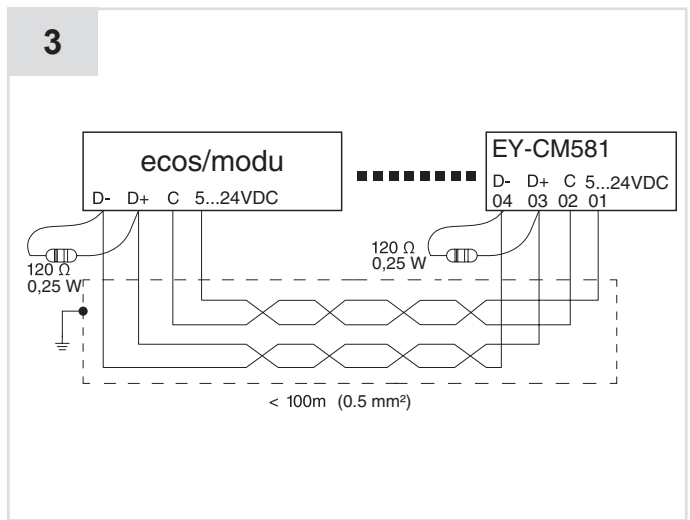 3
ecos/modu
D- D+ C 5...24VDC
EY-CM581
D- D+ C 5...24VDC
04 03 02 01
120 Ω
0,25 W
120 Ω
0,25 W
< 100m (0.5 mm²)